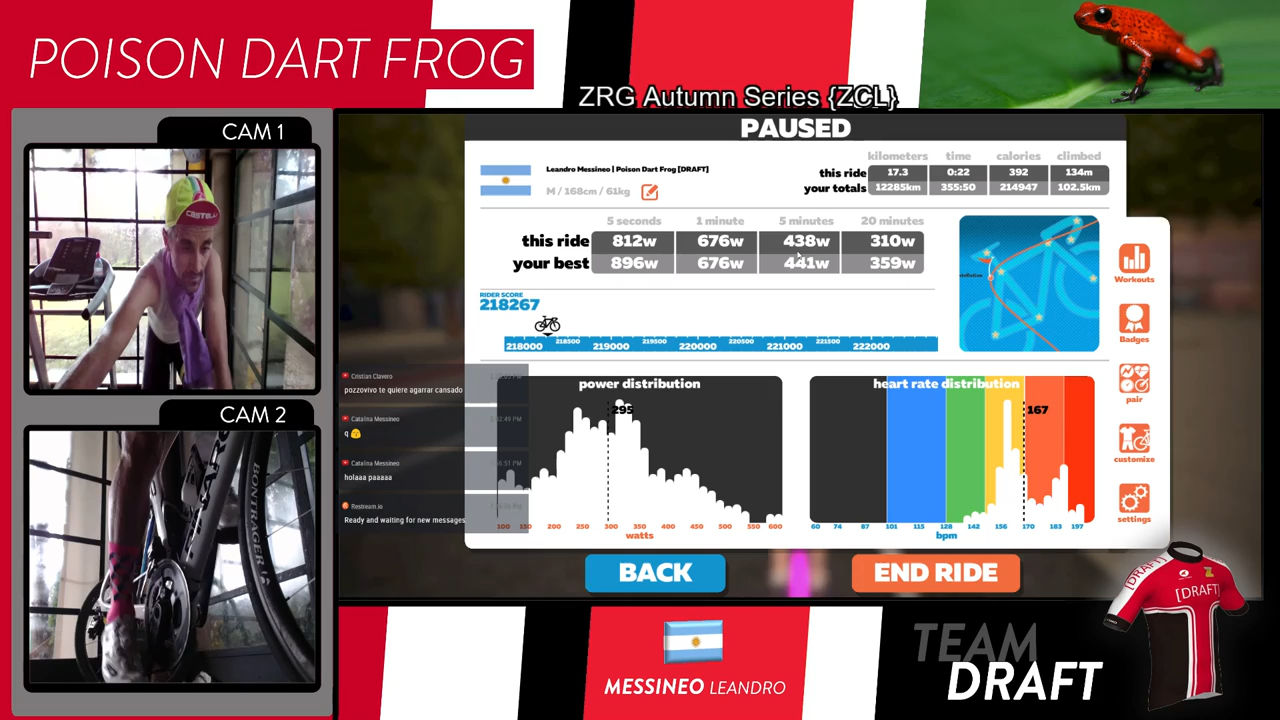 POISON DART FROG
ZRG Autumn Series {ZCL}
CAM 1
CASTELLI
CAM 2
BONTRAGER
PAUSED
Leandro Messineo | Poison Dart Frog [DRAFT]
M / 168cm / 61kg
kilometers time calories climbed
this ride 17.3 0:22 392 134m
your totals 12285km 355:50 214947 102.5km
5 seconds 1 minute 5 minutes 20 minutes
this ride 812w 676w 438w 310w
your best 896w 676w 441w 359w
RIDER SCORE
218267
218000 218500 219000 219500 220000 220500 221000 221500 222000
Workouts
Badges
pair
customize
settings
Cristian Clavero
pozzovivo te quiere agarrar cansado
Catalina Messineo
q
Catalina Messineo
holaaa paaaaa
Restream.io
Ready and waiting for new messages
power distribution
295
100 150 200 250 300 350 400 450 500 550 600
watts
heart rate distribution
167
60 74 87 101 115 128 142 156 170 183 197
bpm
BACK
END RIDE
MESSINEO LEANDRO
TEAM
DRAFT
[DRAFT]
[DRAFT]